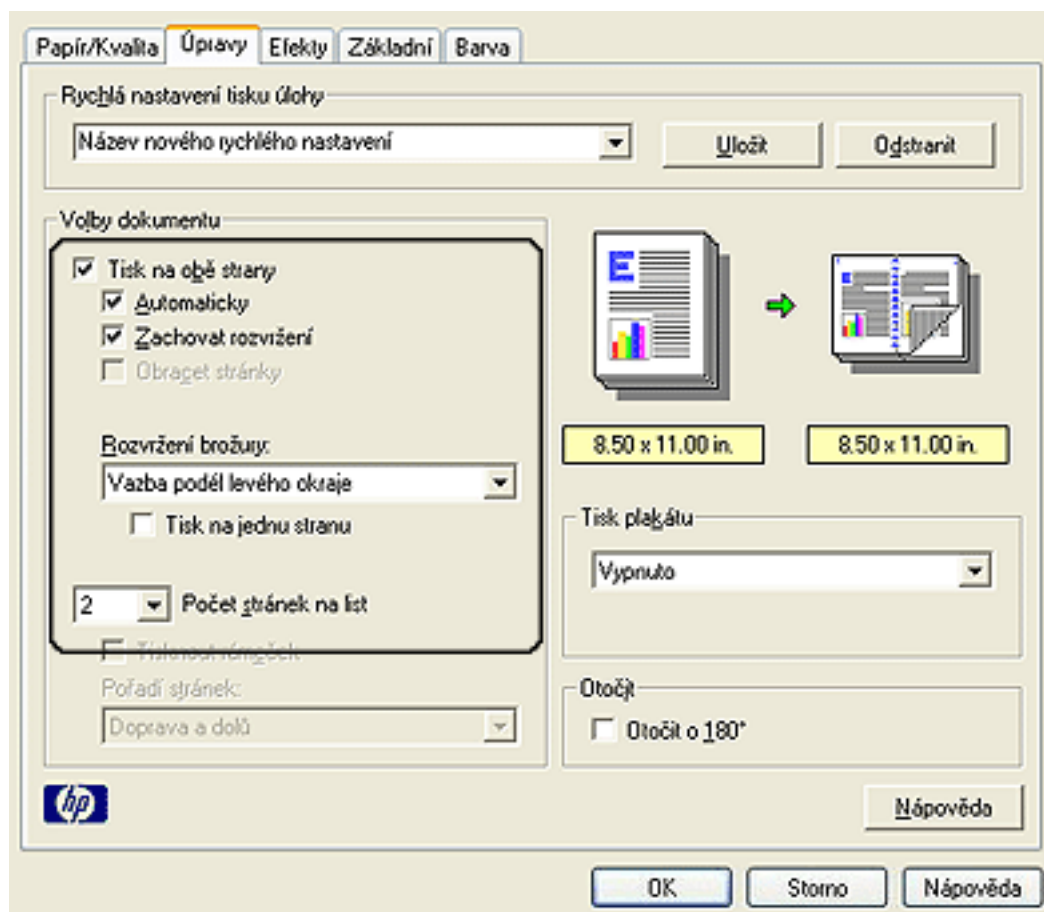 Papír/Kvalita Úpravy Efekty Základní Barva
Rychlá nastavení tisku úlohy
Název nového rychlého nastavení Uložit Odstranit
Volby dokumentu
Tisk na obě strany
Automaticky
Zachovat rozvržení
Obracet stránky
Rozvržení brožury:
Vazba podél levého okraje
Tisk na jednu stranu
2 Počet stránek na list
Tisknout rámeček
Pořadí stránek:
Doprava a dolů
E
8.50 x 11.00 in. 8.50 x 11.00 in.
Tisk plakátu
Vypnuto
Otočit
Otočit o 180°
hp
Nápověda
OK Storno Nápověda